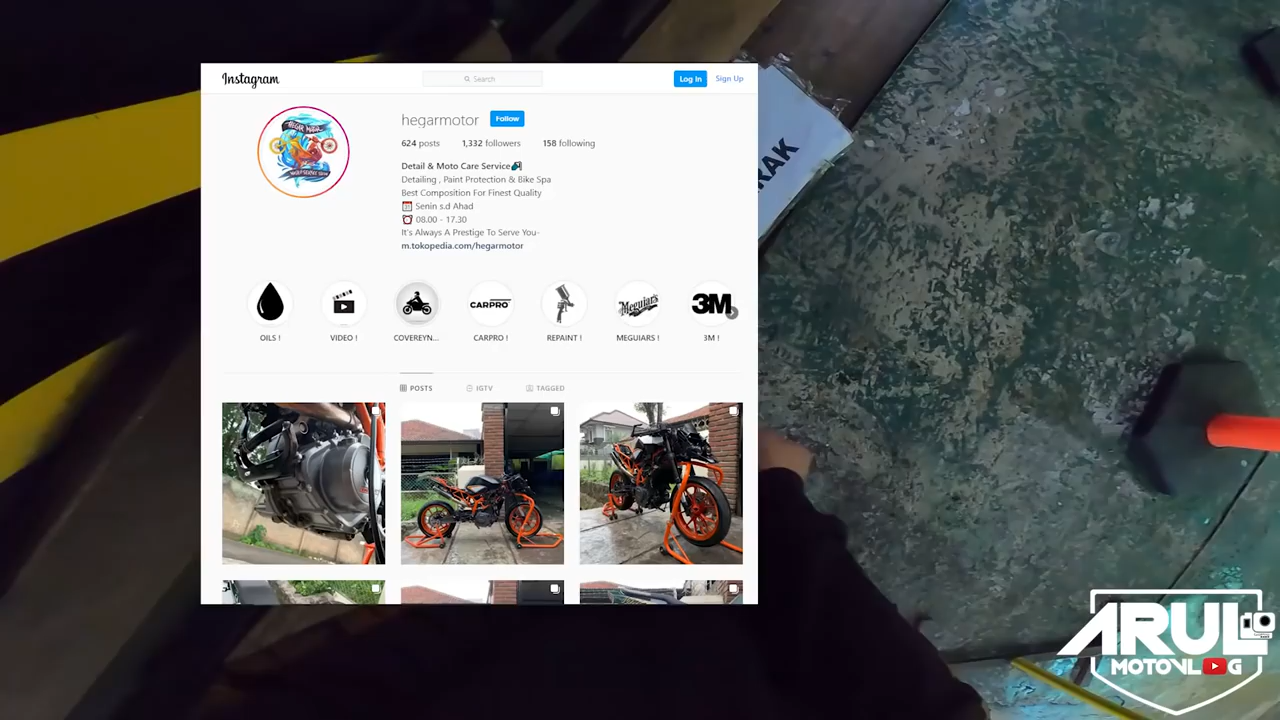 Instagram
Search
Log In
Sign Up
HEGAR MOTOR
hegarmotor
Follow
624 posts
1,332 followers
158 following
Detail & Moto Care Service
Detailing , Paint Protection & Bike Spa
Best Composition For Finest Quality
Senin s.d Ahad
08.00 - 17.30
It's Always A Prestige To Serve You-
m.tokopedia.com/hegarmotor
CARPRO
Meguiar's
3M
OILS !
VIDEO !
COVEREYN...
CARPRO !
REPAINT !
MEGUIARS !
3M !
POSTS
IGTV
TAGGED
RAK
ARUL
MOTOVLOG